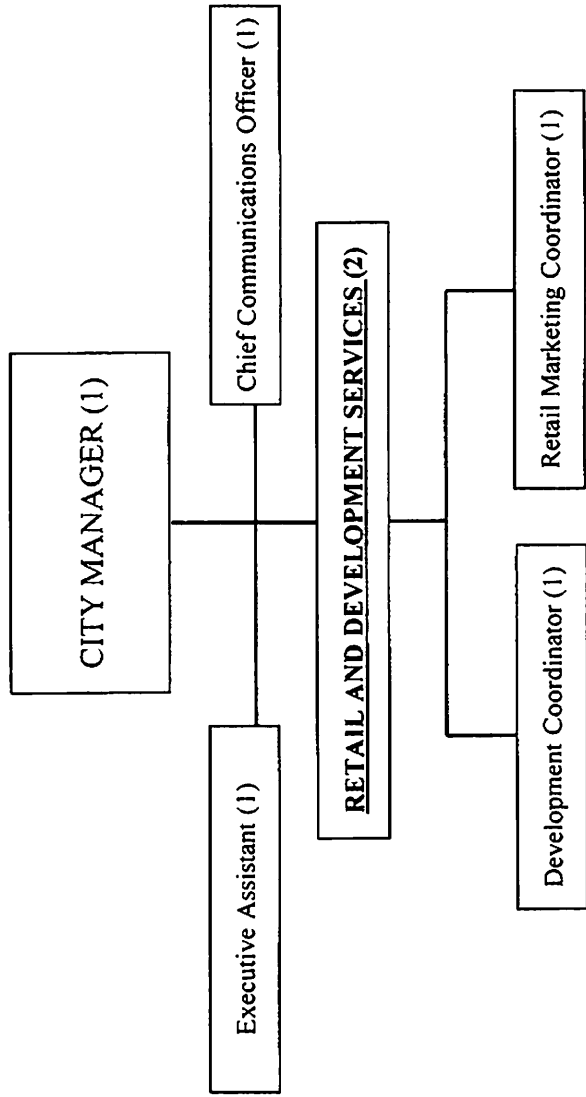 CITY MANAGER (1)
Executive Assistant (1)
Chief Communications Officer (1)
RETAIL AND DEVELOPMENT SERVICES (2)
Development Coordinator (1)
Retail Marketing Coordinator (1)